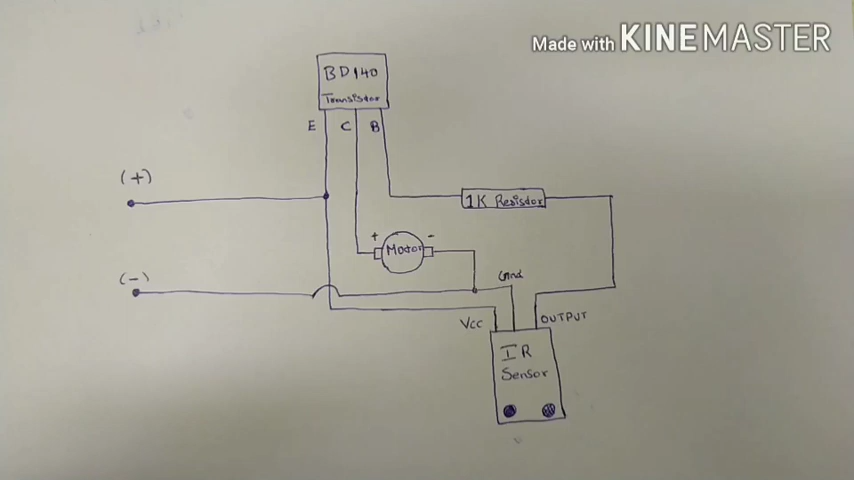 Made with KINEMASTER
BD140
Transistor
E C B
(+)
1K Resistor
+ -
Motor
(-)
Gnd
VCC
OUTPUT
IR
Sensor